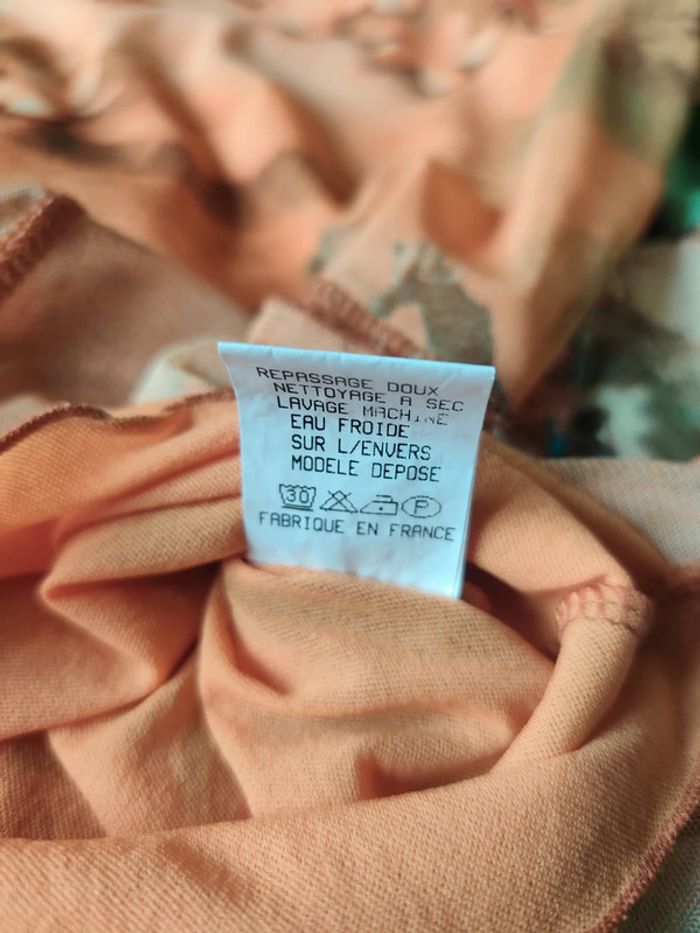 REPASSAGE DOUX
NETTOYAGE A SEC
LAVAGE MACHINE
EAU FROIDE
SUR L/ENVERS
MODELE DEPOSE
30 P
FABRIQUE EN FRANCE